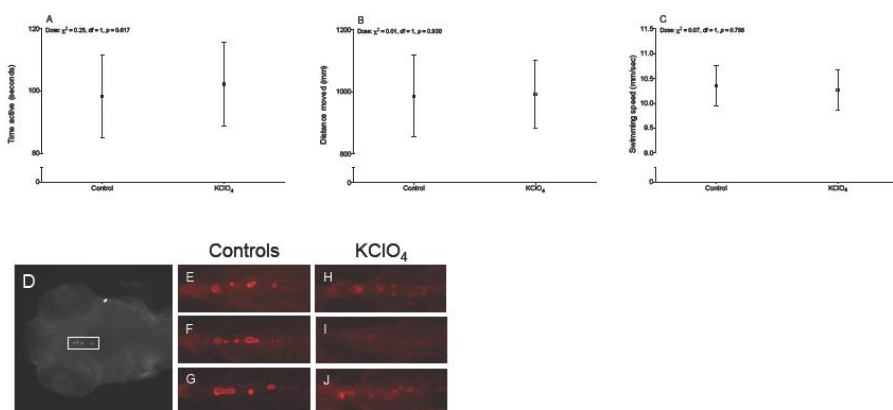 A
Dose: χ² = 0.25, df = 1, p = 0.617
120
100
80
0
Time active (seconds)
Control
KClO₄
B
Dose: χ² = 0.01, df = 1, p = 0.930
1200
1000
800
0
Distance moved (mm)
Control
KClO₄
C
Dose: χ² = 0.07, df = 1, p = 0.798
11.5
11.0
10.5
10.0
9.5
9.0
0
Swimming speed (mm/sec)
Control
KClO₄
Controls
KClO₄
D
E
H
F
I
G
J